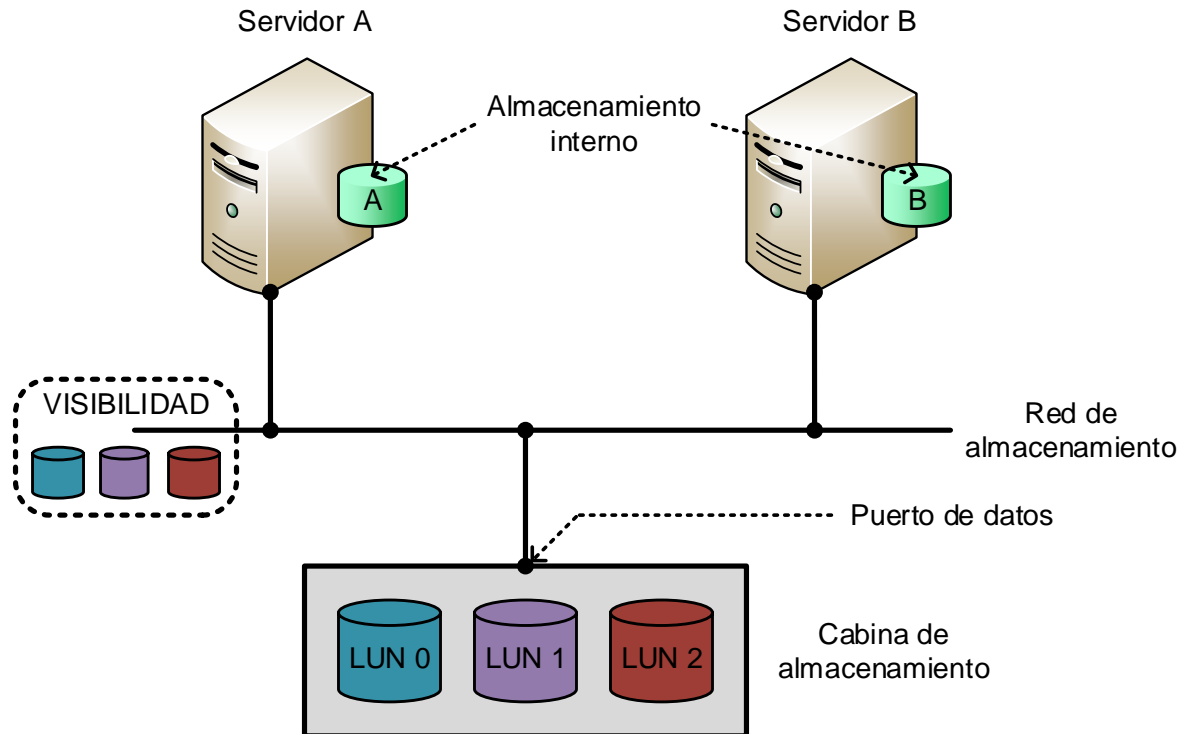 Servidor A
Servidor B
Almacenamiento
interno
A
B
VISIBILIDAD
Red de
almacenamiento
Puerto de datos
LUN 0
LUN 1
LUN 2
Cabina de
almacenamiento